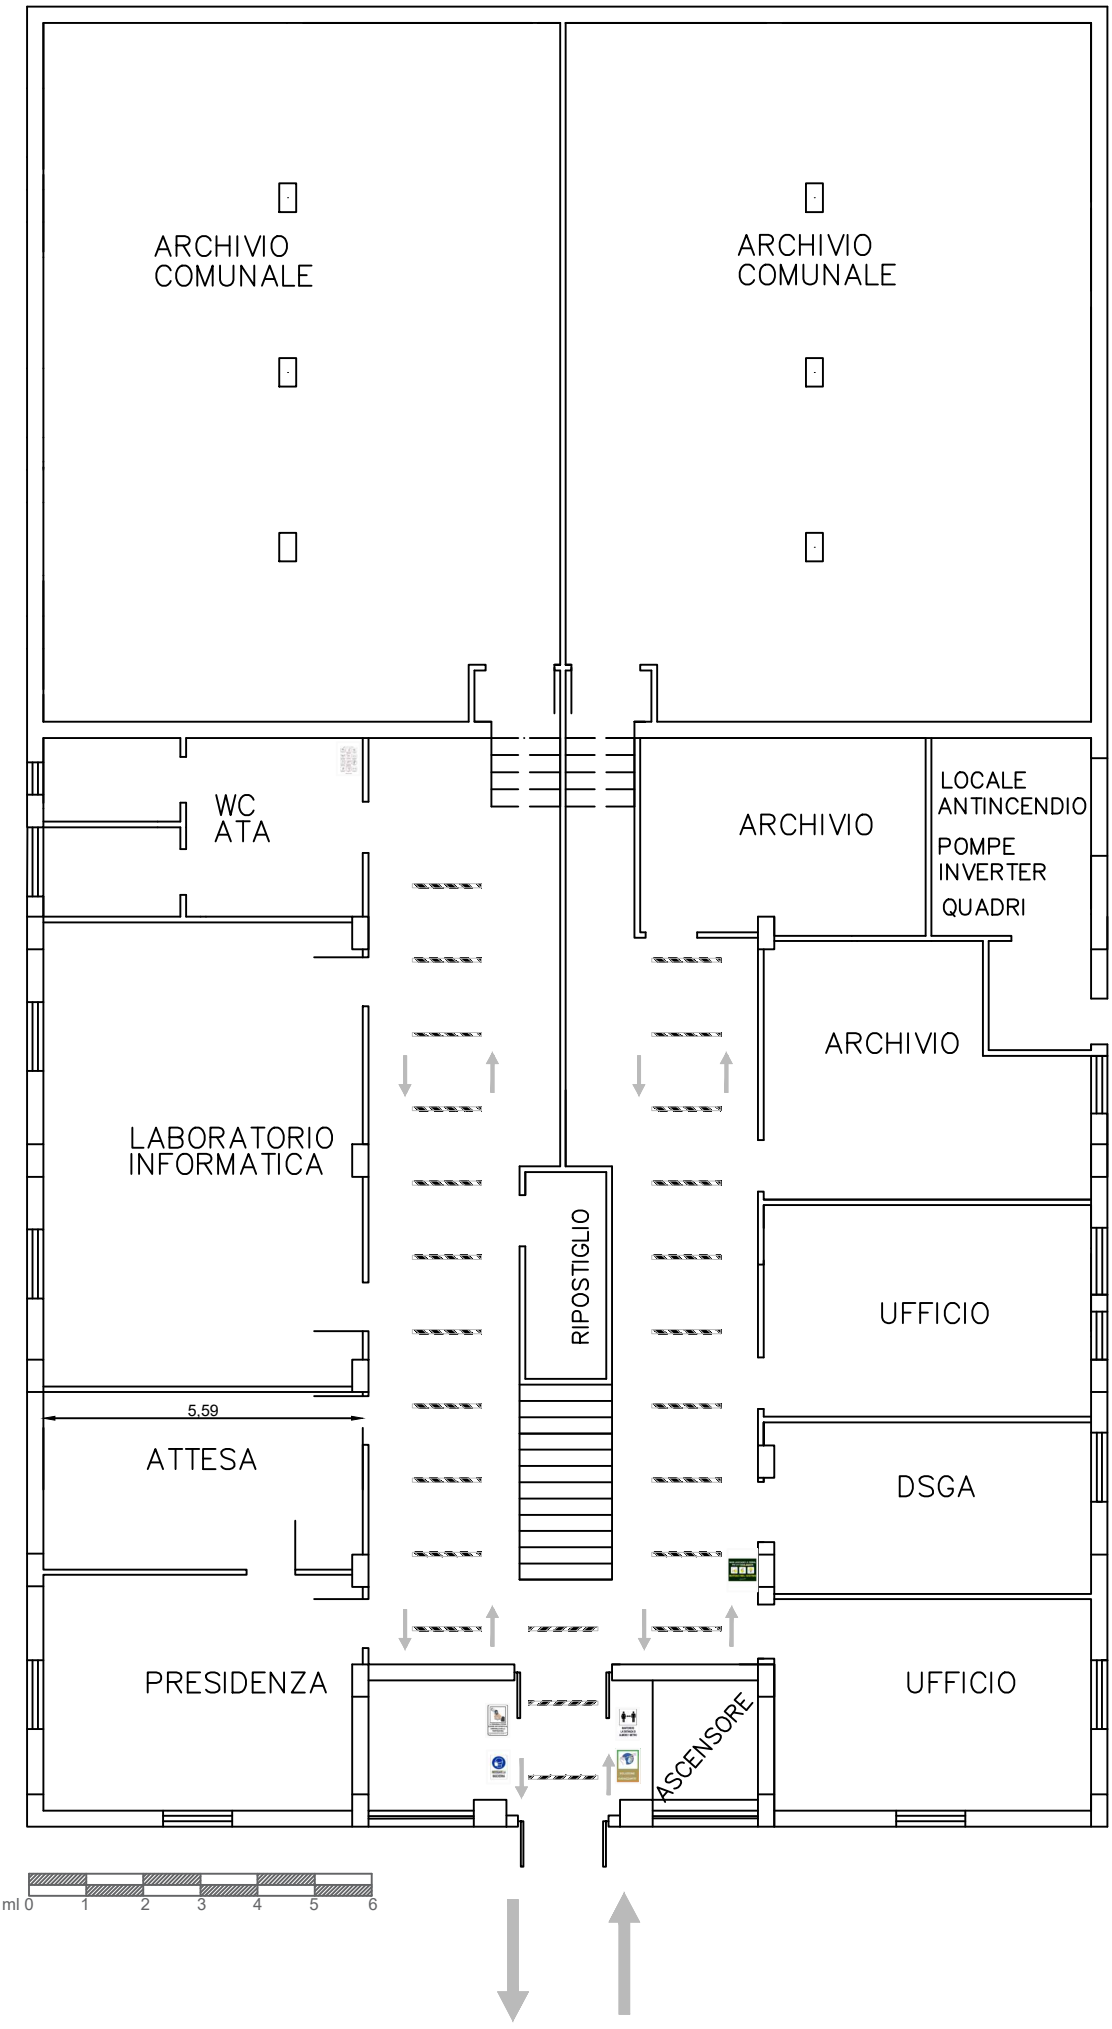 ARCHIVIO
COMUNALE
ARCHIVIO
COMUNALE
WC
ATA
ARCHIVIO
LOCALE
ANTINCENDIO
POMPE
INVERTER
QUADRI
ARCHIVIO
LABORATORIO
INFORMATICA
RIPOSTIGLIO
UFFICIO
5,59
ATTESA
DSGA
PRESIDENZA
UFFICIO
ASCENSORE
ml 0 1 2 3 4 5 6